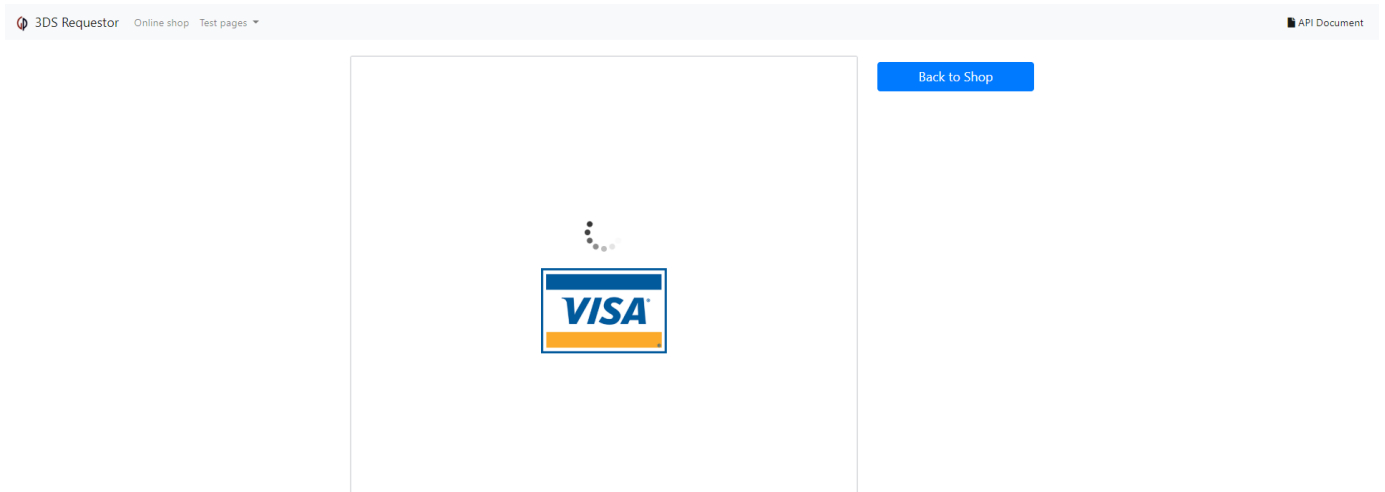 3DS Requestor Online shop Test pages API Document
Back to Shop
VISA